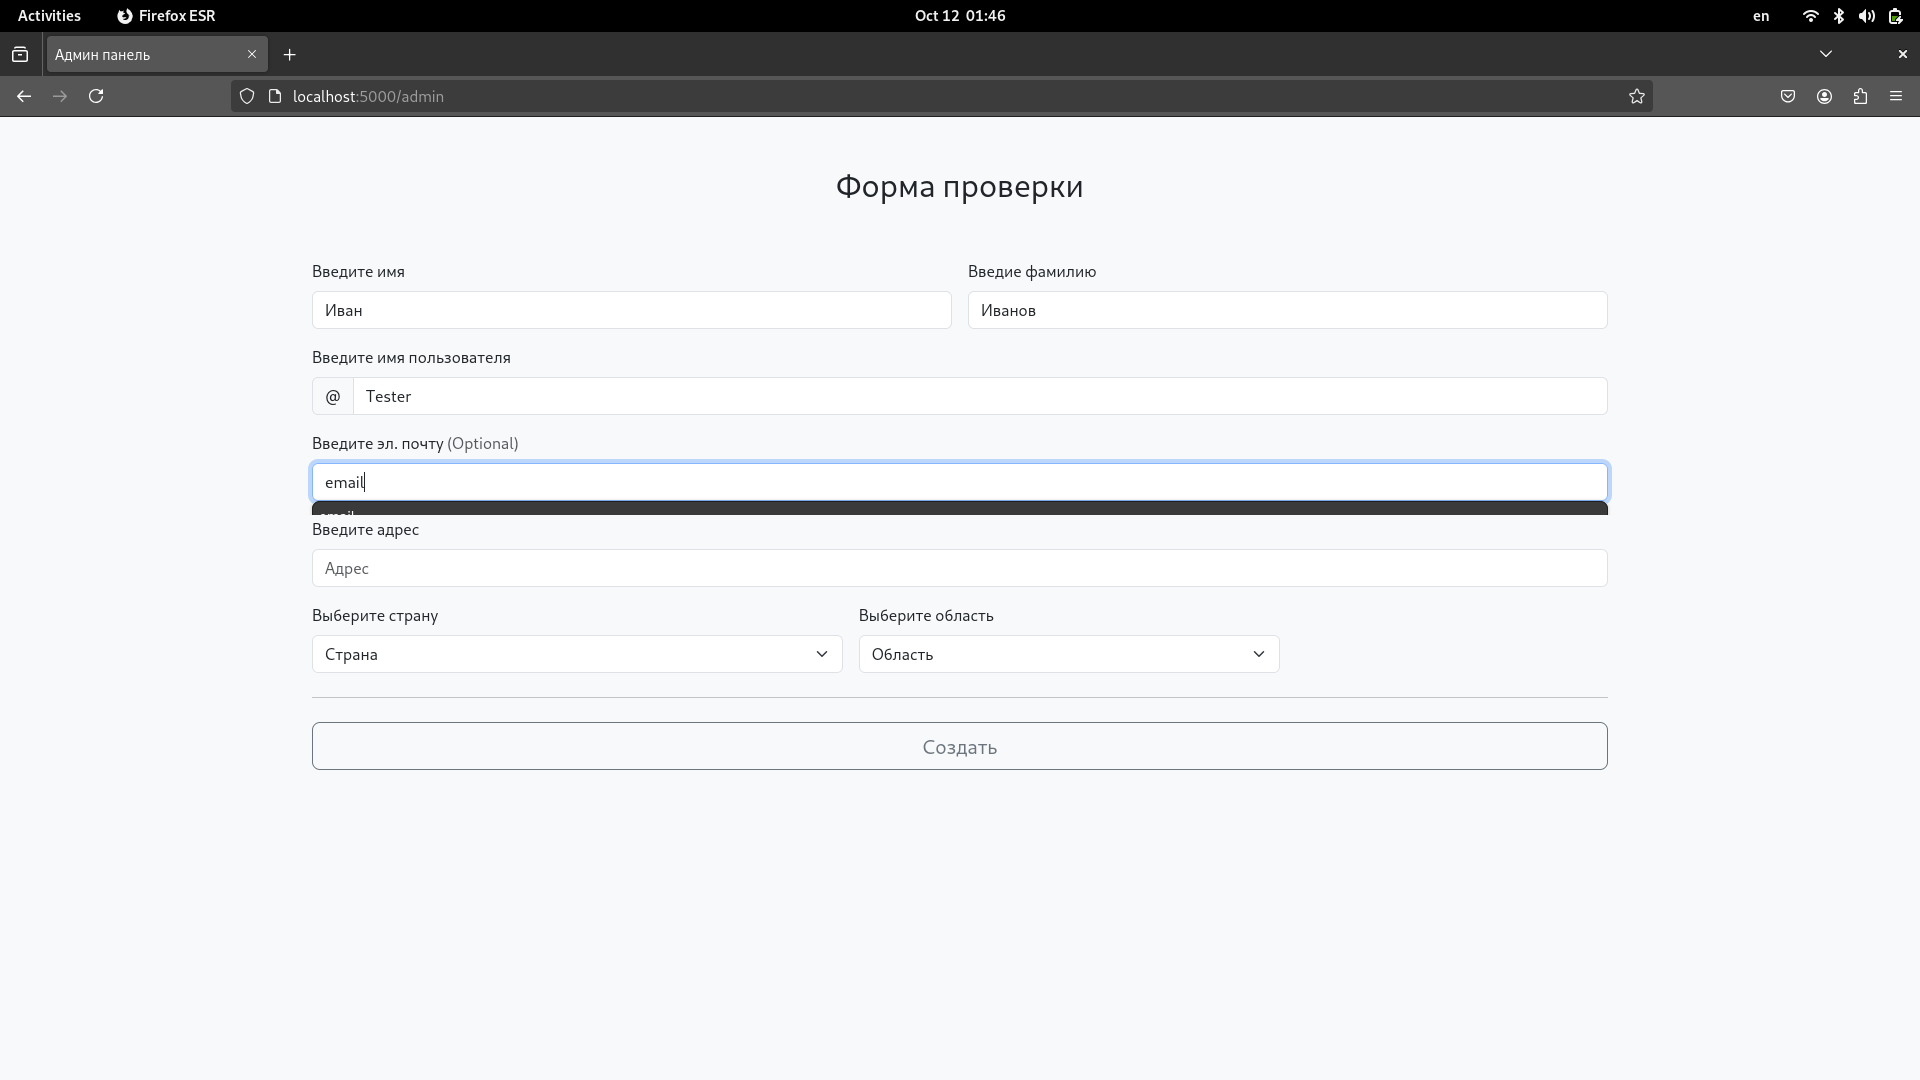 Activities Firefox ESR Oct 12 01:46 en
Админ панель
localhost:5000/admin
Форма проверки
Введите имя Введие фамилию
Иван Иванов
Введите имя пользователя
@ Tester
Введите эл. почту (Optional)
email
email
Введите адрес
Адрес
Выберите страну Выберите область
Страна Область
Создать